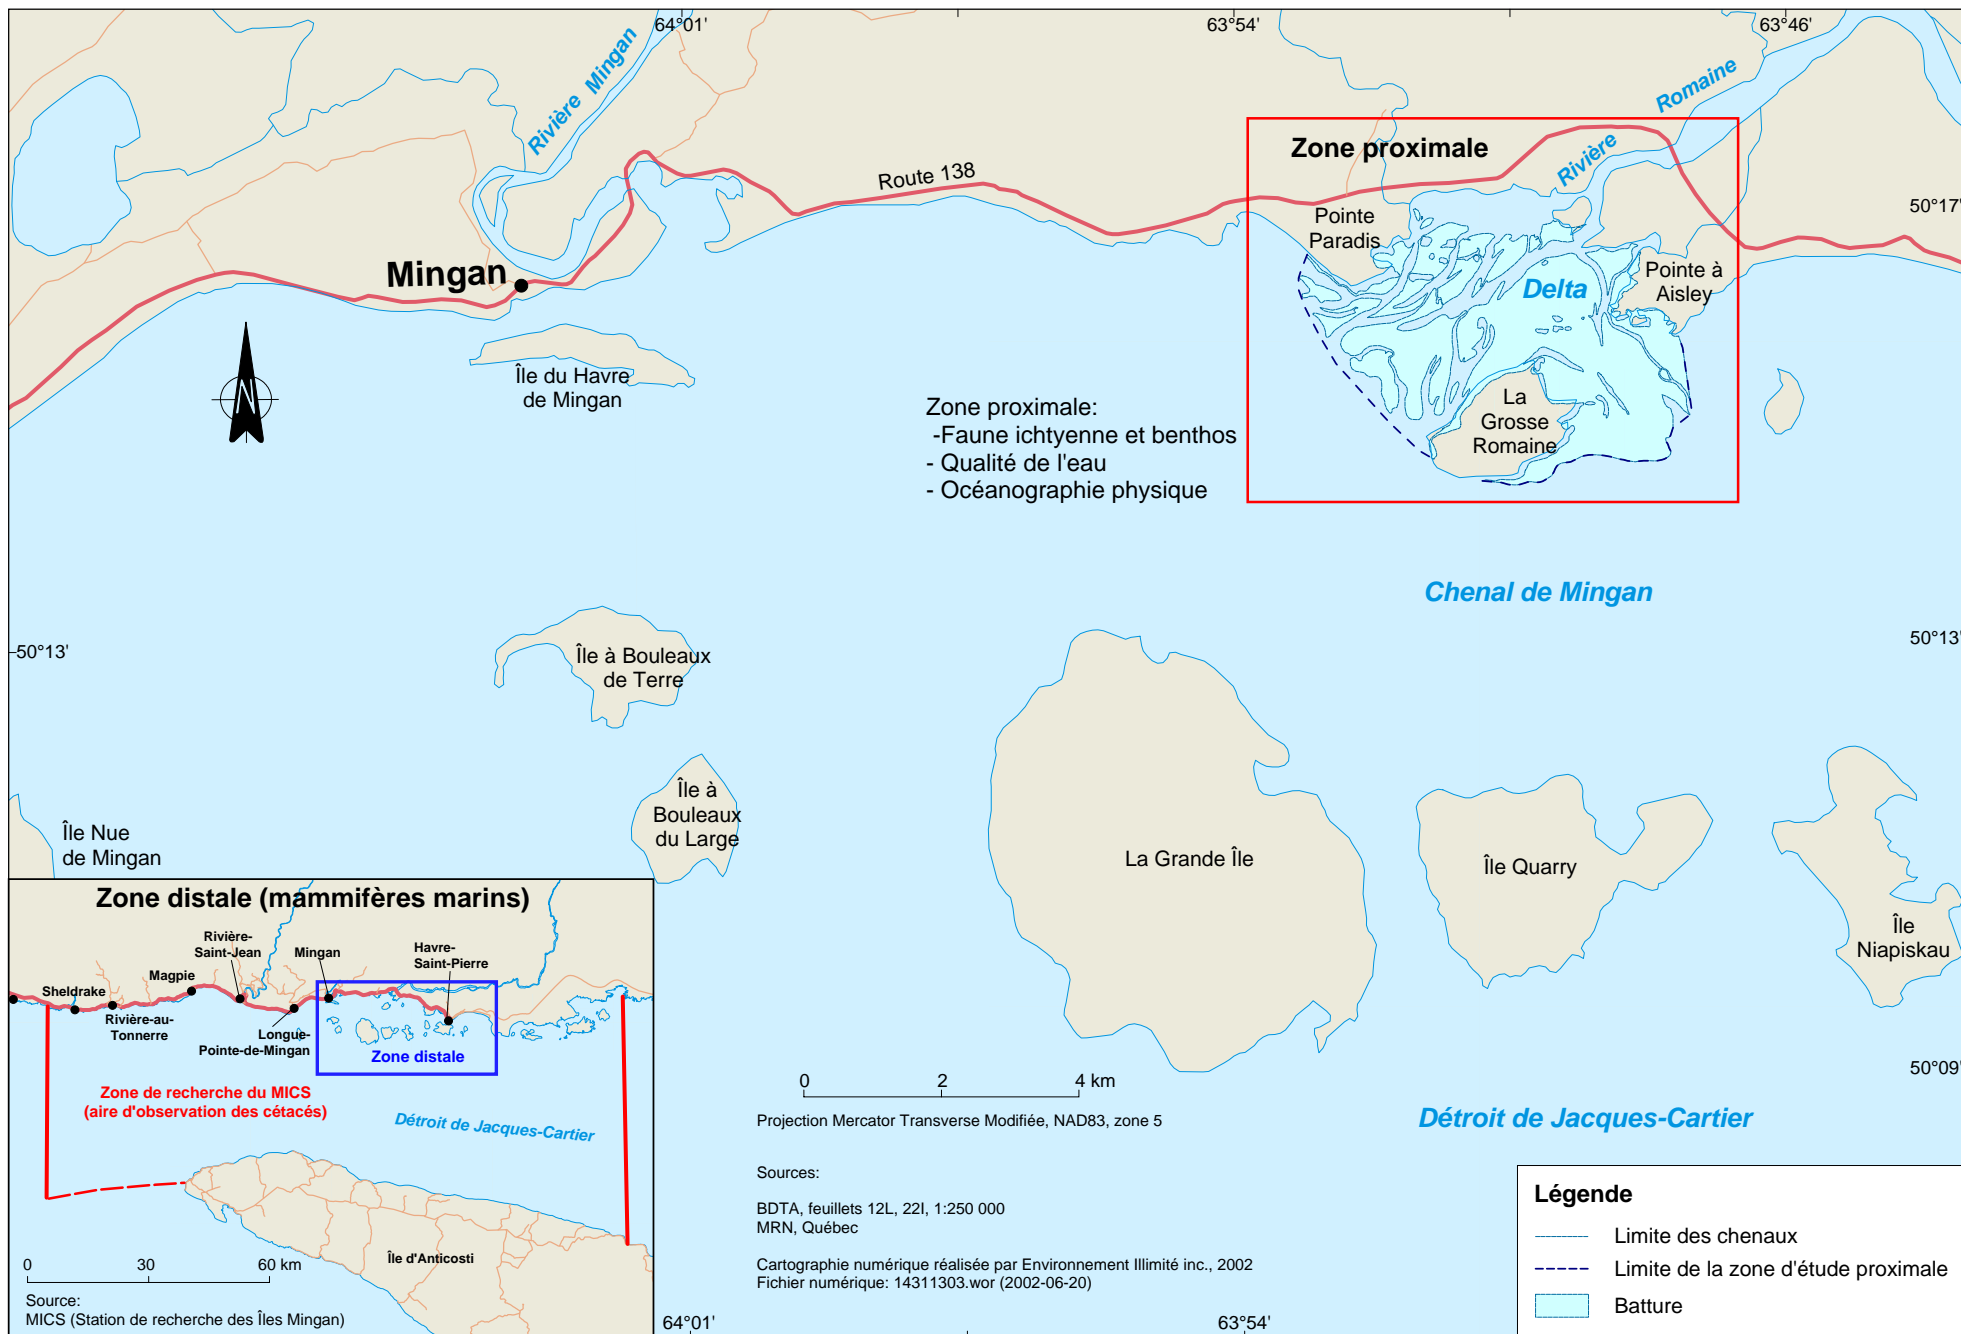 64°01'
63°54'
63°46'
Rivière Mingan
Romaine
Rivière
Zone proximale
Route 138
50°17'
Pointe
Paradis
Mingan
Delta
Pointe à
Aisley
N
Île du Havre
de Mingan
La
Grosse
Romaine
Zone proximale:
-Faune ichtyenne et benthos
- Qualité de l'eau
- Océanographie physique
Chenal de Mingan
50°13'
50°13'
Île à Bouleaux
de Terre
Île à
Bouleaux
du Large
Île Nue
de Mingan
La Grande Île
Île Quarry
Île
Niapiskau
50°09'
Zone distale (mammifères marins)
Rivière-
Saint-Jean
Mingan
Havre-
Saint-Pierre
Magpie
Sheldrake
Rivière-au-
Tonnerre
Longue-
Pointe-de-Mingan
Zone distale
Zone de recherche du MICS
(aire d'observation des cétacés)
Détroit de Jacques-Cartier
Île d'Anticosti
0 30 60 km
Source:
MICS (Station de recherche des Îles Mingan)
0 2 4 km
Projection Mercator Transverse Modifiée, NAD83, zone 5
Sources:
BDTA, feuillets 12L, 22I, 1:250 000
MRN, Québec
Cartographie numérique réalisée par Environnement Illimité inc., 2002
Fichier numérique: 14311303.wor (2002-06-20)
Détroit de Jacques-Cartier
Légende
Limite des chenaux
Limite de la zone d'étude proximale
Batture
64°01'
63°54'